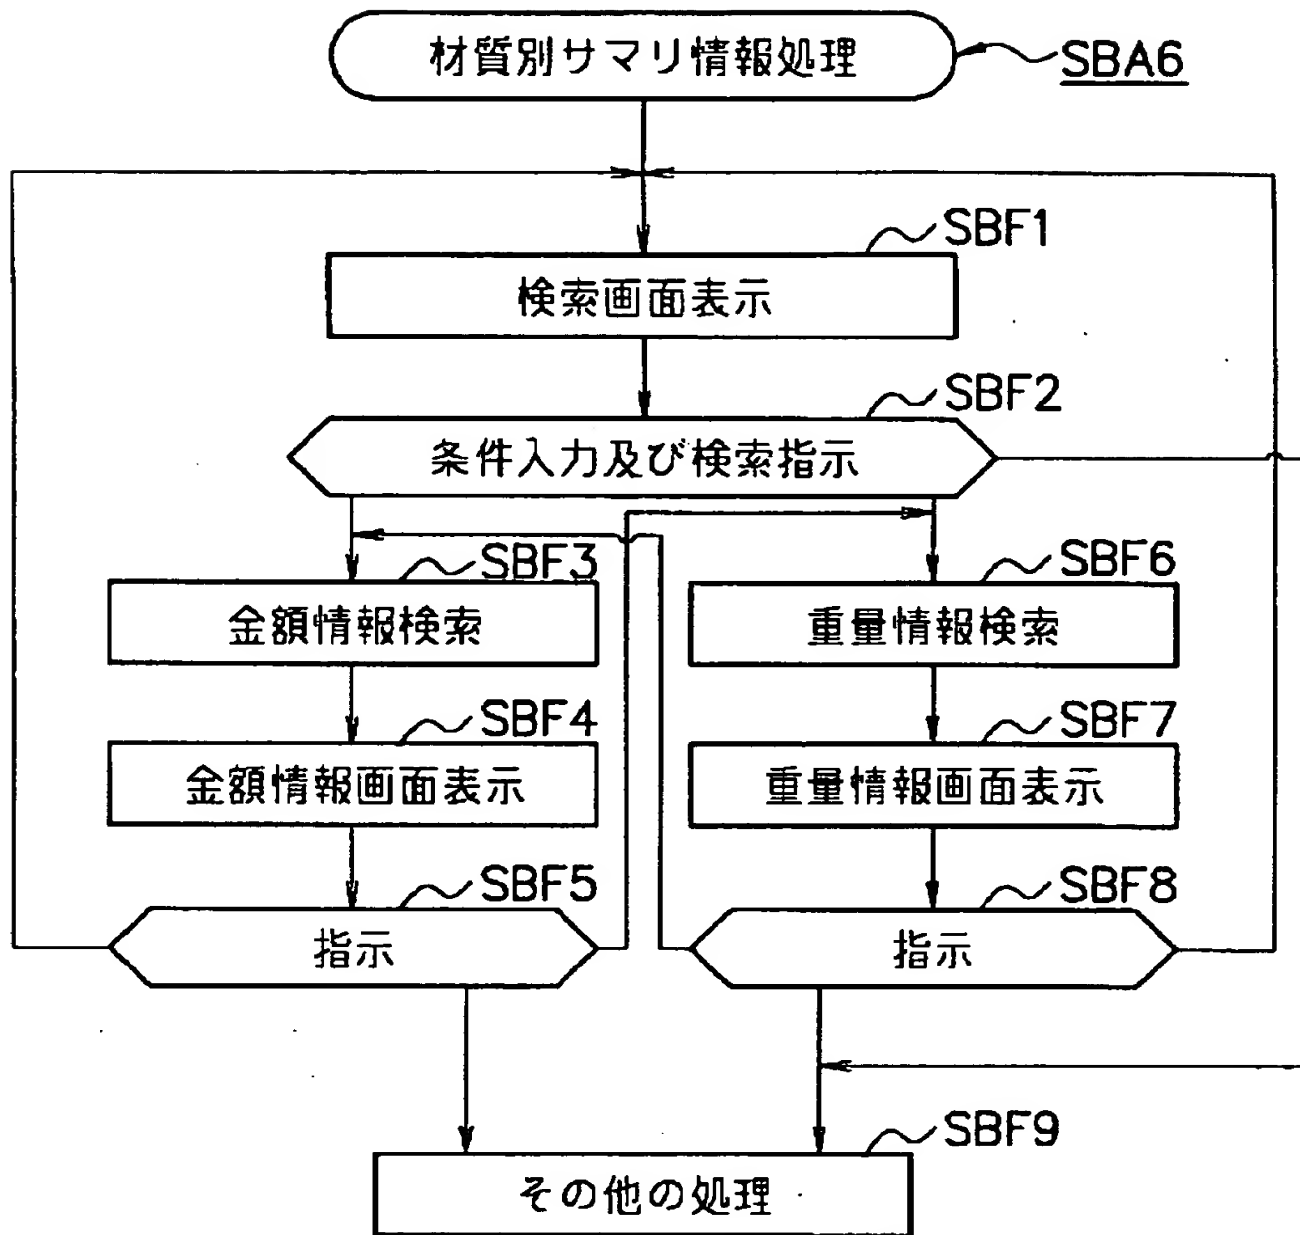 材質別サマリ情報処理
SBA6
SBF1
検索画面表示
SBF2
条件入力及び検索指示
SBF3
金額情報検索
SBF6
重量情報検索
SBF4
金額情報画面表示
SBF7
重量情報画面表示
SBF5
指示
SBF8
指示
SBF9
その他の処理